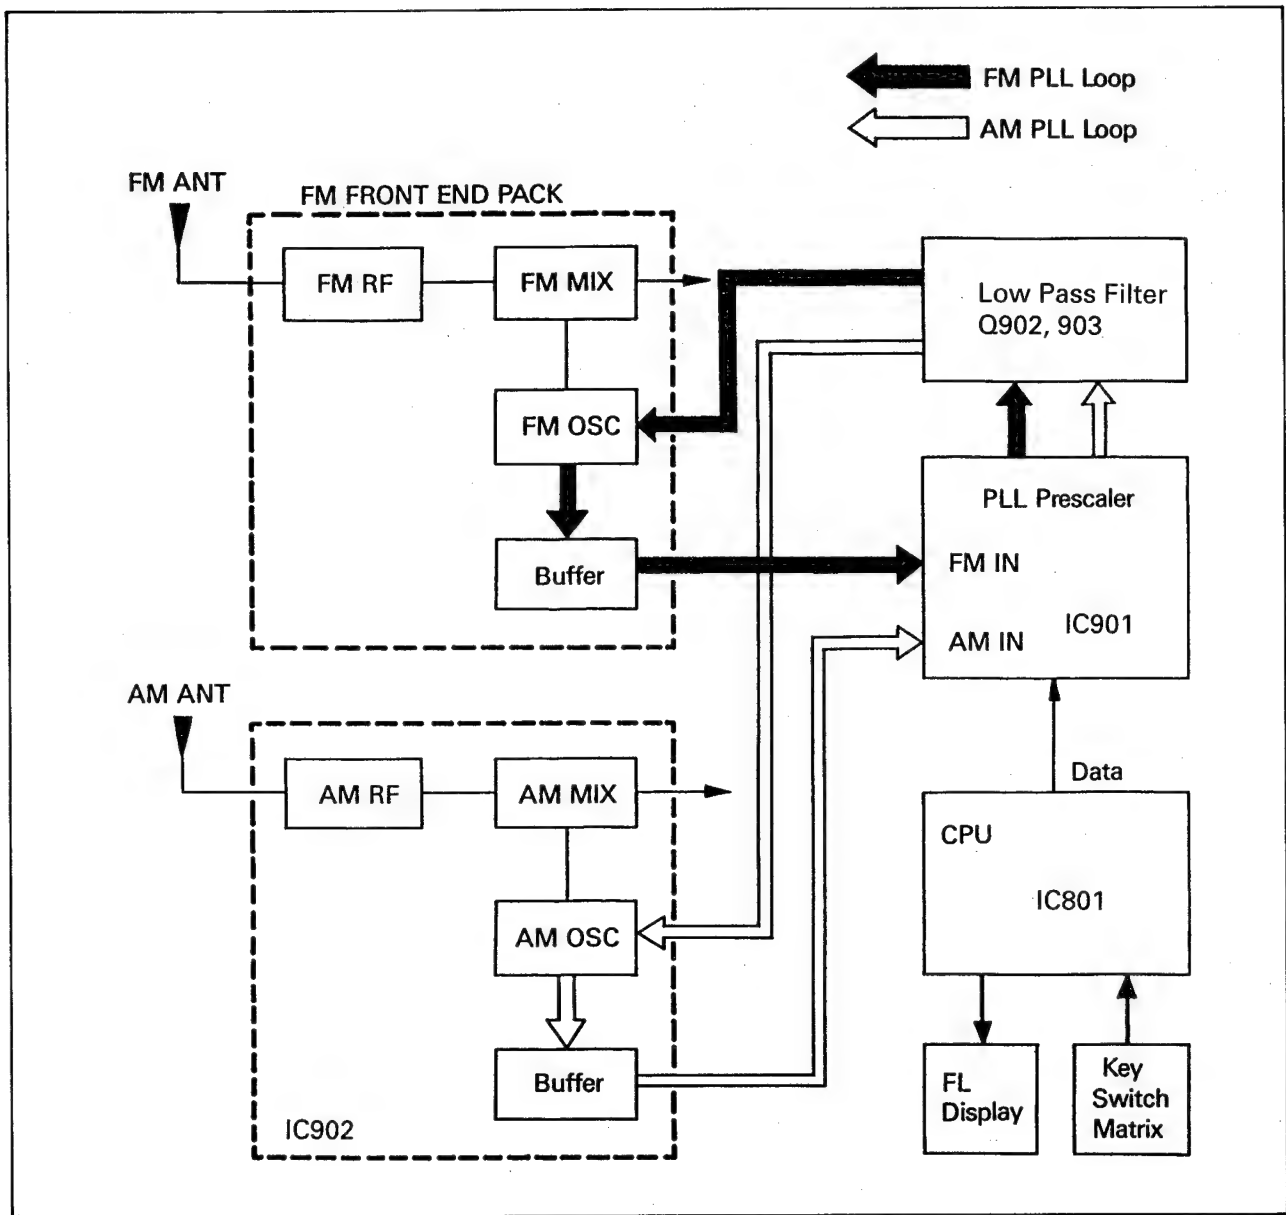 FM PLL Loop
AM PLL Loop
FM ANT
FM FRONT END PACK
FM RF
FM MIX
FM OSC
Buffer
Low Pass Filter
Q902, 903
PLL Prescaler
FM IN
AM IN
IC901
AM ANT
AM RF
AM MIX
AM OSC
Buffer
IC902
Data
CPU
IC801
FL
Display
Key
Switch
Matrix